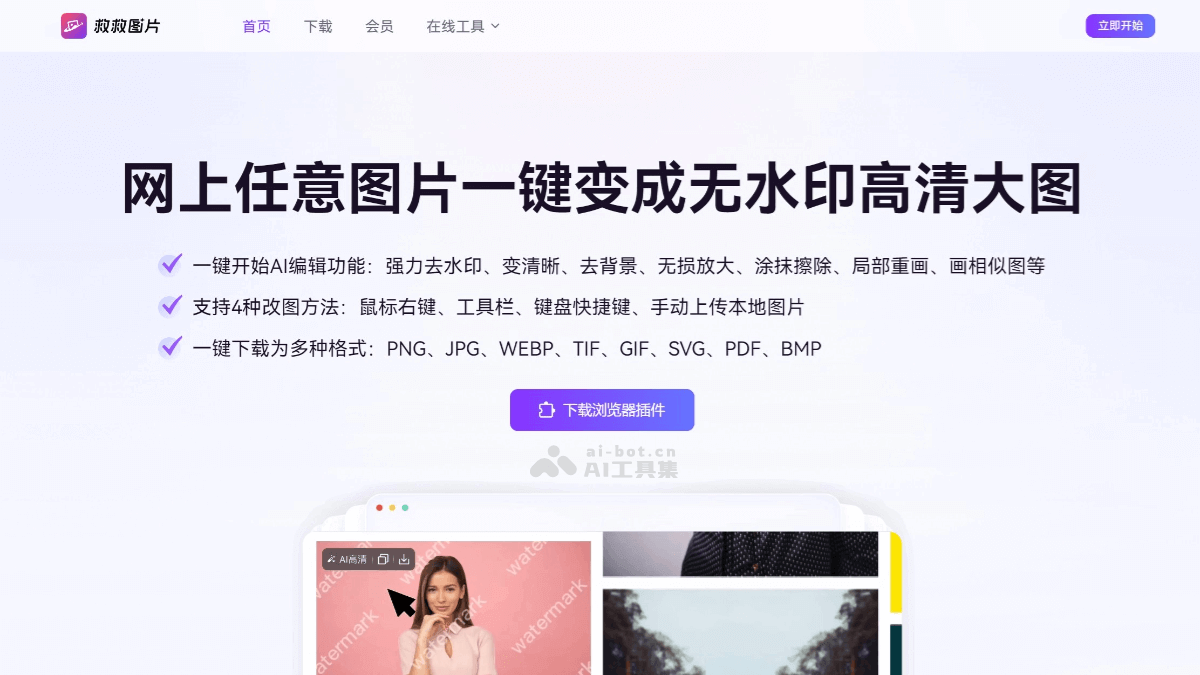 救救图片
首页
下载
会员
在线工具
立即开始
网上任意图片一键变成无水印高清大图
一键开始AI编辑功能：强力去水印、变清晰、去背景、无损放大、涂抹擦除、局部重画、画相似图等
支持4种改图方法：鼠标右键、工具栏、键盘快捷键、手动上传本地图片
一键下载为多种格式：PNG、JPG、WEBP、TIF、GIF、SVG、PDF、BMP
下载浏览器插件
ai-bot.cn
AI工具集
AI高清
watermark
watermark
watermark
watermark
watermark